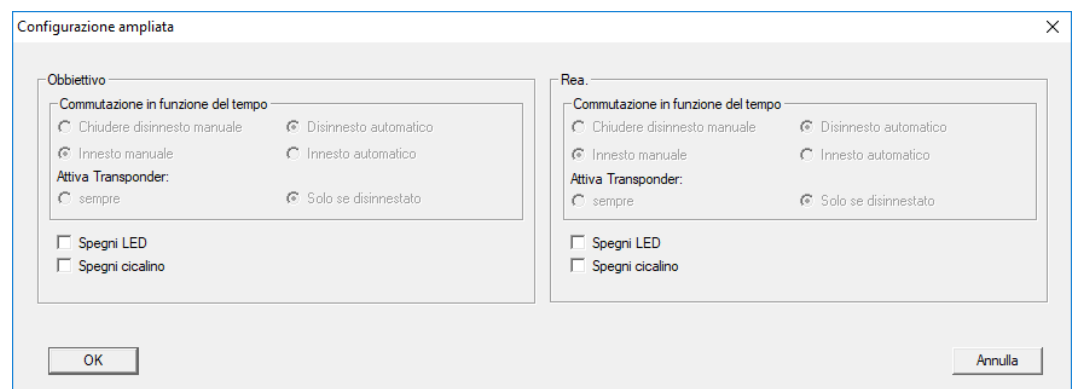 Configurazione ampliata
Obbiettivo
Commutazione in funzione del tempo
Chiudere disinnesto manuale
Disinnesto automatico
Innesto manuale
Innesto automatico
Attiva Transponder:
sempre
Solo se disinnestato
Spegni LED
Spegni cicalino
Rea.
Commutazione in funzione del tempo
Chiudere disinnesto manuale
Disinnesto automatico
Innesto manuale
Innesto automatico
Attiva Transponder:
sempre
Solo se disinnestato
Spegni LED
Spegni cicalino
OK
Annulla